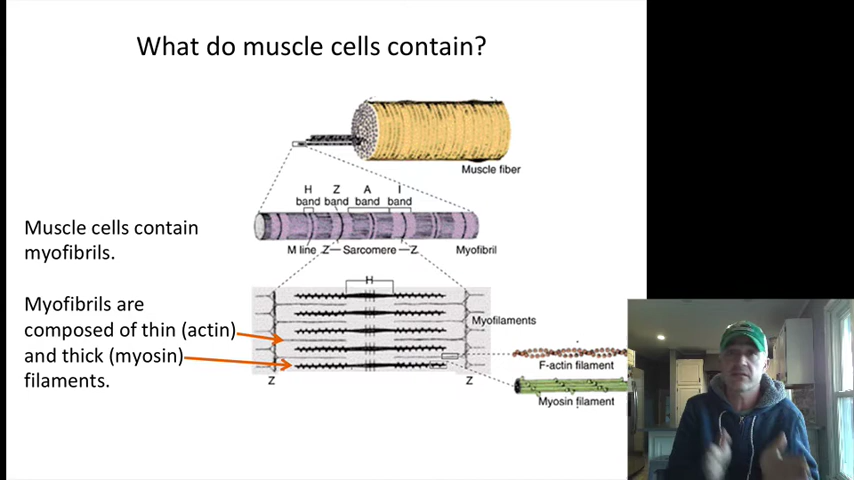 What do muscle cells contain?
Muscle fiber
H band
Z band
A band
I band
Muscle cells contain
myofibrils.
M line
Z
Sarcomere
Z
Myofibril
H
Myofibrils are
composed of thin (actin)
and thick (myosin)
filaments.
Myofilaments
F-actin filament
Myosin filament
Z
Z